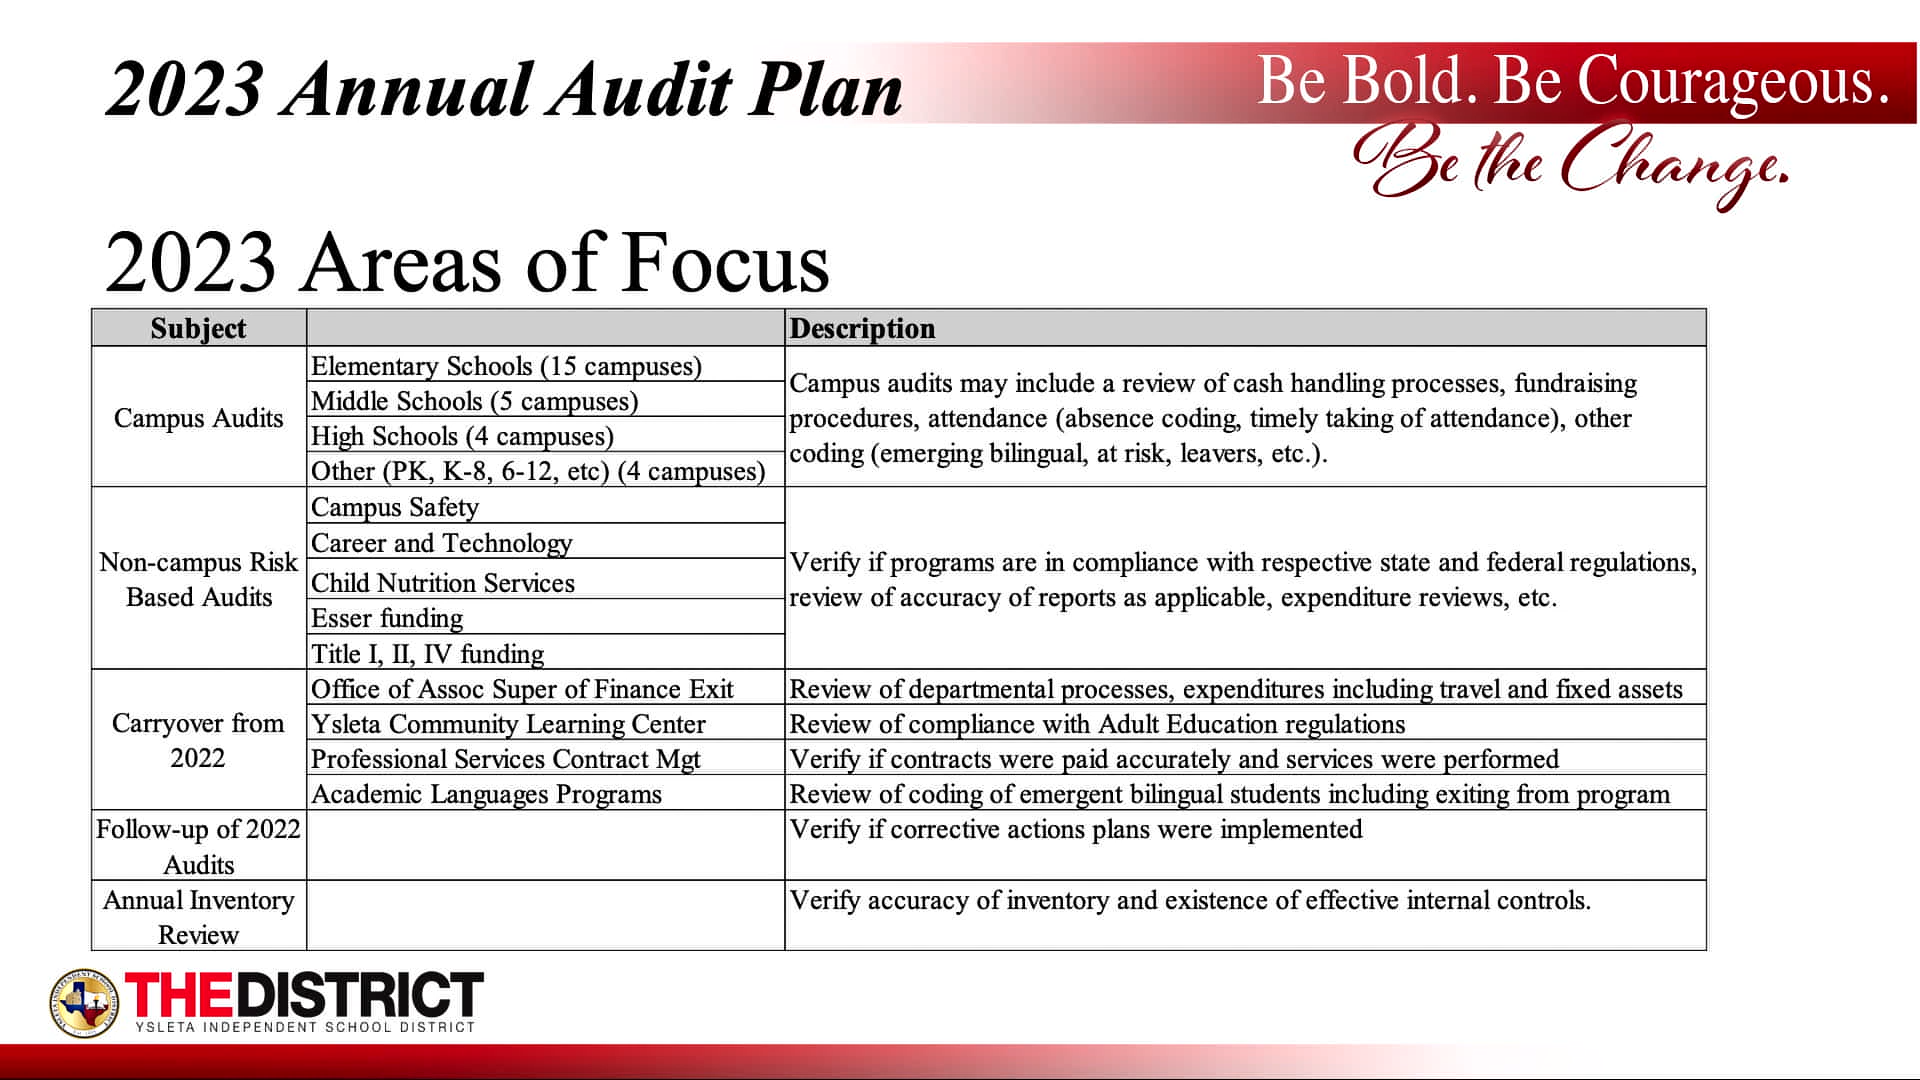 2023 Annual Audit Plan
Be Bold. Be Courageous.
Be the Change.
2023 Areas of Focus
Subject
Description
Campus Audits
Elementary Schools (15 campuses)
Middle Schools (5 campuses)
High Schools (4 campuses)
Other (PK, K-8, 6-12, etc) (4 campuses)
Campus audits may include a review of cash handling processes, fundraising
procedures, attendance (absence coding, timely taking of attendance), other
coding (emerging bilingual, at risk, leavers, etc.).
Non-campus Risk
Based Audits
Campus Safety
Career and Technology
Child Nutrition Services
Esser funding
Title I, II, IV funding
Verify if programs are in compliance with respective state and federal regulations,
review of accuracy of reports as applicable, expenditure reviews, etc.
Carryover from
2022
Office of Assoc Super of Finance Exit
Review of departmental processes, expenditures including travel and fixed assets
Ysleta Community Learning Center
Review of compliance with Adult Education regulations
Professional Services Contract Mgt
Verify if contracts were paid accurately and services were performed
Academic Languages Programs
Review of coding of emergent bilingual students including exiting from program
Follow-up of 2022
Audits
Verify if corrective actions plans were implemented
Annual Inventory
Review
Verify accuracy of inventory and existence of effective internal controls.
THEDISTRICT
YSLETA INDEPENDENT SCHOOL DISTRICT